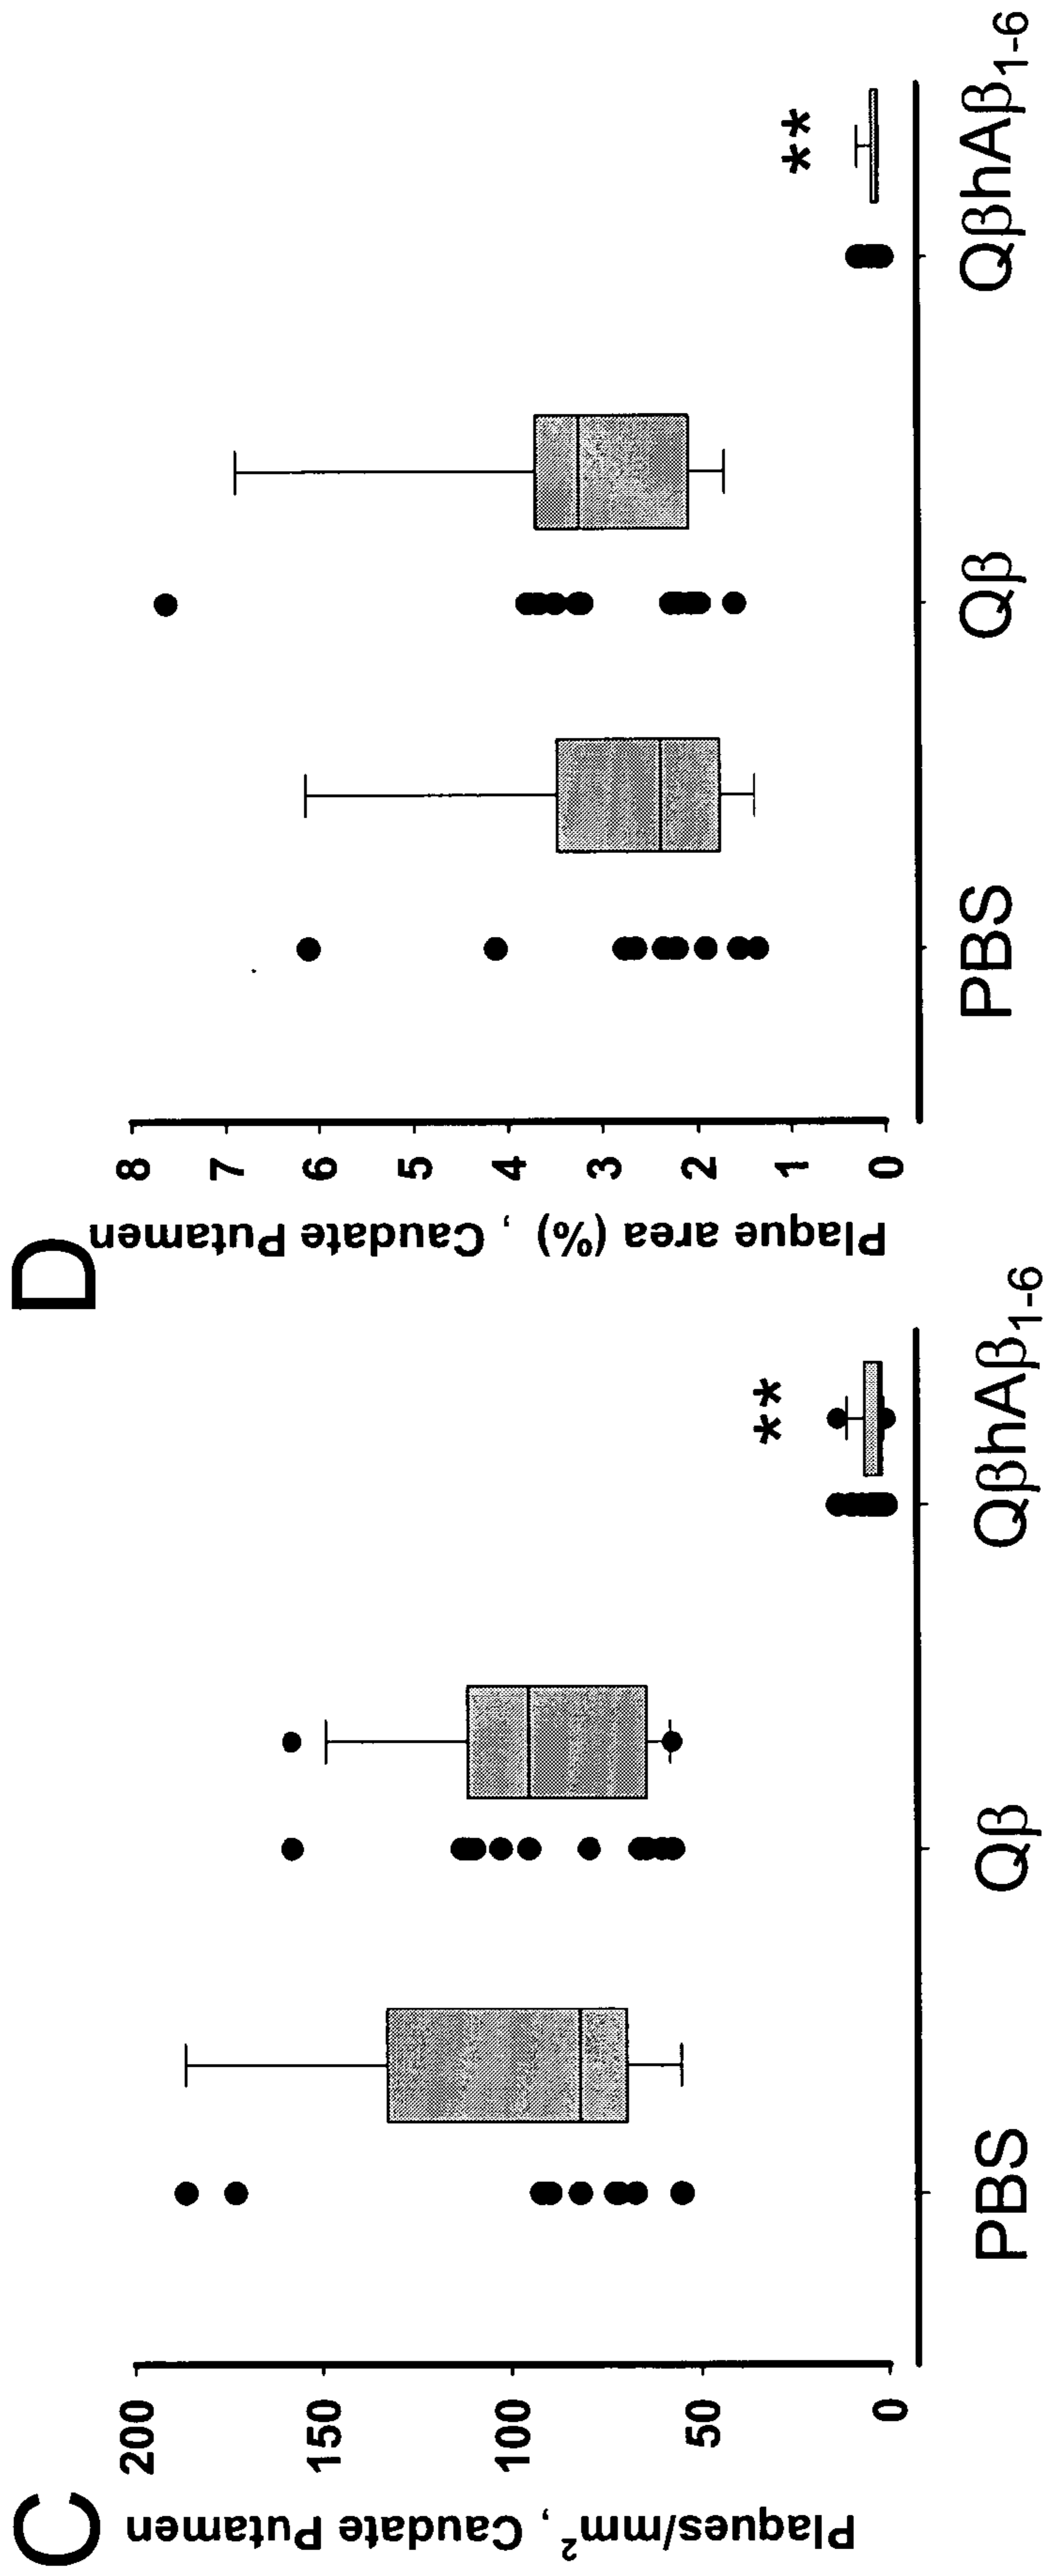 C
Plaques/mm², Caudate Putamen
200
150
100
50
0
PBS
Qβ
QβhAβ1-6
**
D
Plaque area (%) , Caudate Putamen
8
7
6
5
4
3
2
1
0
PBS
Qβ
QβhAβ1-6
**